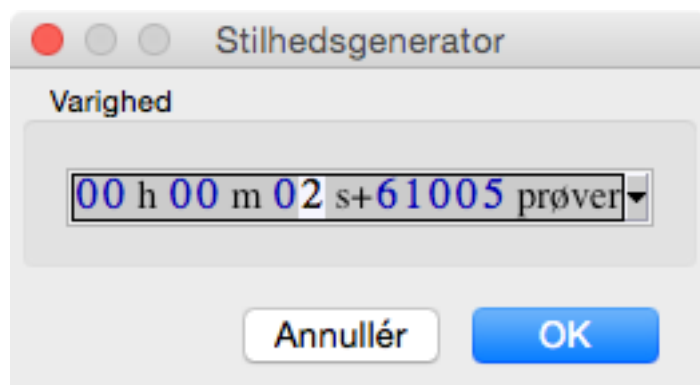 Stilhedsgenerator
Varighed
00 h 00 m 02 s+61005 prøver
Annullér OK